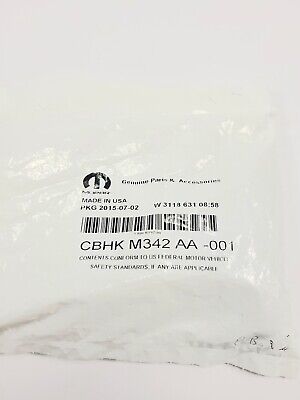 Genuine Parts & Accessories
MADE IN USA
PKG 2015-07-02 W 3118 631 08:58
CBHK M342 AA -001
CONTENTS CONFORM TO US FEDERAL MOTOR VEHICLE
SAFETY STANDARDS, IF ANY ARE APPLICABLE